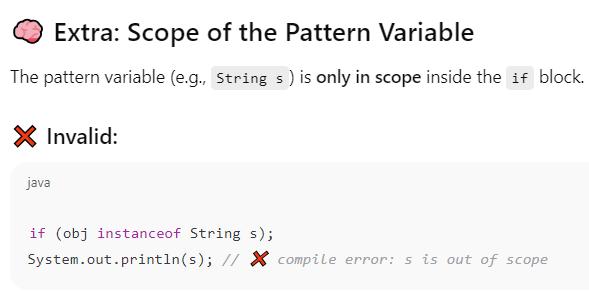 🧠 Extra: Scope of the Pattern Variable
The pattern variable (e.g., String s) is only in scope inside the if block.
❌ Invalid:
java
if (obj instanceof String s);
System.out.println(s); // ❌ compile error: s is out of scope